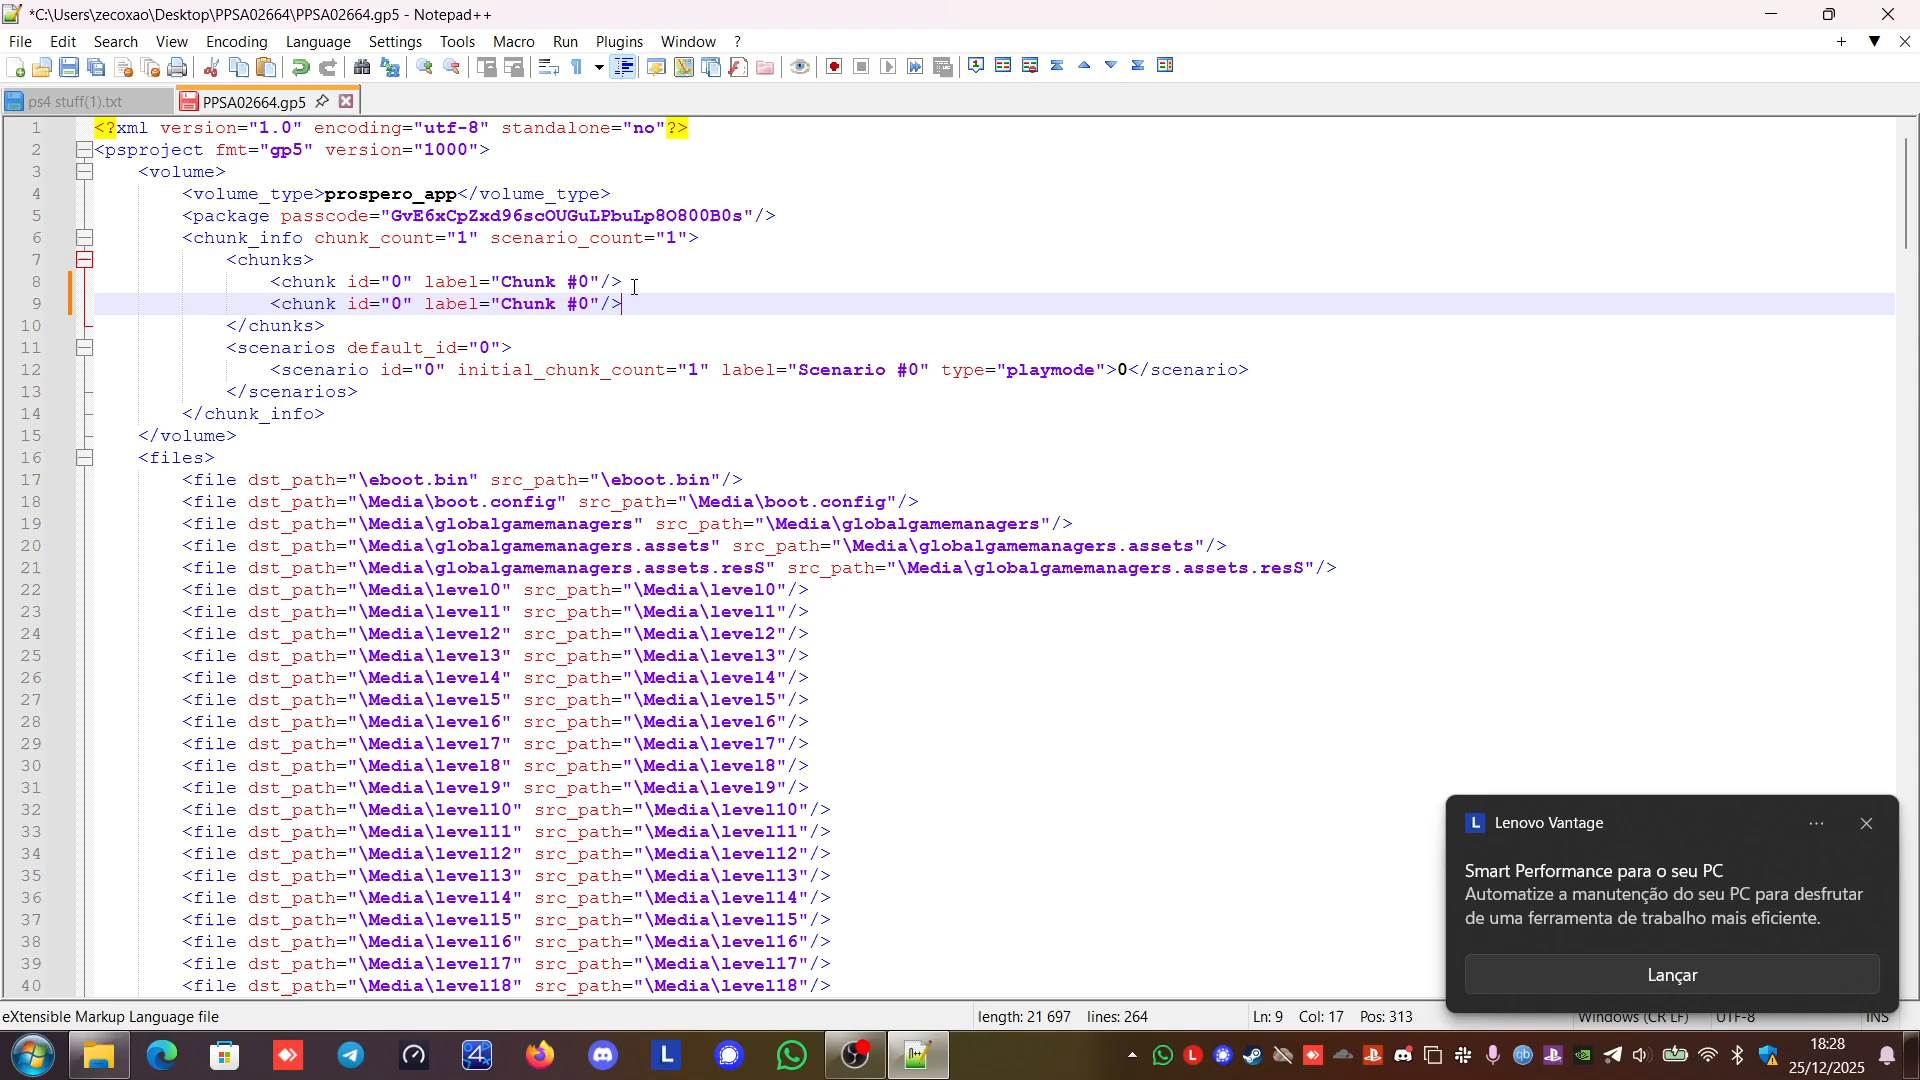 *C:\Users\zecoxao\Desktop\PPSA02664\PPSA02664.gp5 - Notepad++
File Edit Search View Encoding Language Settings Tools Macro Run Plugins Window ?
ps4 stuff(1).txt PPSA02664.gp5
1 <?xml version="1.0" encoding="utf-8" standalone="no"?>
2 <psproject fmt="gp5" version="1000">
3 <volume>
4 <volume_type>prospero_app</volume_type>
5 <package passcode="GvE6xCpZxd96scOUGuLPbuLp8O800B0s"/>
6 <chunk_info chunk_count="1" scenario_count="1">
7 <chunks>
8 <chunk id="0" label="Chunk #0"/>
9 <chunk id="0" label="Chunk #0"/>
10 </chunks>
11 <scenarios default_id="0">
12 <scenario id="0" initial_chunk_count="1" label="Scenario #0" type="playmode">0</scenario>
13 </scenarios>
14 </chunk_info>
15 </volume>
16 <files>
17 <file dst_path="\eboot.bin" src_path="\eboot.bin"/>
18 <file dst_path="\Media\boot.config" src_path="\Media\boot.config"/>
19 <file dst_path="\Media\globalgamemanagers" src_path="\Media\globalgamemanagers"/>
20 <file dst_path="\Media\globalgamemanagers.assets" src_path="\Media\globalgamemanagers.assets"/>
21 <file dst_path="\Media\globalgamemanagers.assets.resS" src_path="\Media\globalgamemanagers.assets.resS"/>
22 <file dst_path="\Media\level0" src_path="\Media\level0"/>
23 <file dst_path="\Media\level1" src_path="\Media\level1"/>
24 <file dst_path="\Media\level2" src_path="\Media\level2"/>
25 <file dst_path="\Media\level3" src_path="\Media\level3"/>
26 <file dst_path="\Media\level4" src_path="\Media\level4"/>
27 <file dst_path="\Media\level5" src_path="\Media\level5"/>
28 <file dst_path="\Media\level6" src_path="\Media\level6"/>
29 <file dst_path="\Media\level7" src_path="\Media\level7"/>
30 <file dst_path="\Media\level8" src_path="\Media\level8"/>
31 <file dst_path="\Media\level9" src_path="\Media\level9"/>
32 <file dst_path="\Media\level10" src_path="\Media\level10"/>
33 <file dst_path="\Media\level11" src_path="\Media\level11"/>
34 <file dst_path="\Media\level12" src_path="\Media\level12"/>
35 <file dst_path="\Media\level13" src_path="\Media\level13"/>
36 <file dst_path="\Media\level14" src_path="\Media\level14"/>
37 <file dst_path="\Media\level15" src_path="\Media\level15"/>
38 <file dst_path="\Media\level16" src_path="\Media\level16"/>
39 <file dst_path="\Media\level17" src_path="\Media\level17"/>
40 <file dst_path="\Media\level18" src_path="\Media\level18"/>
Lenovo Vantage
Smart Performance para o seu PC
Automatize a manutenção do seu PC para desfrutar
de uma ferramenta de trabalho mais eficiente.
Lançar
eXtensible Markup Language file length: 21 697 lines: 264 Ln: 9 Col: 17 Pos: 313 Windows (CR LF) UTF-8 INS
18:28
25/12/2025